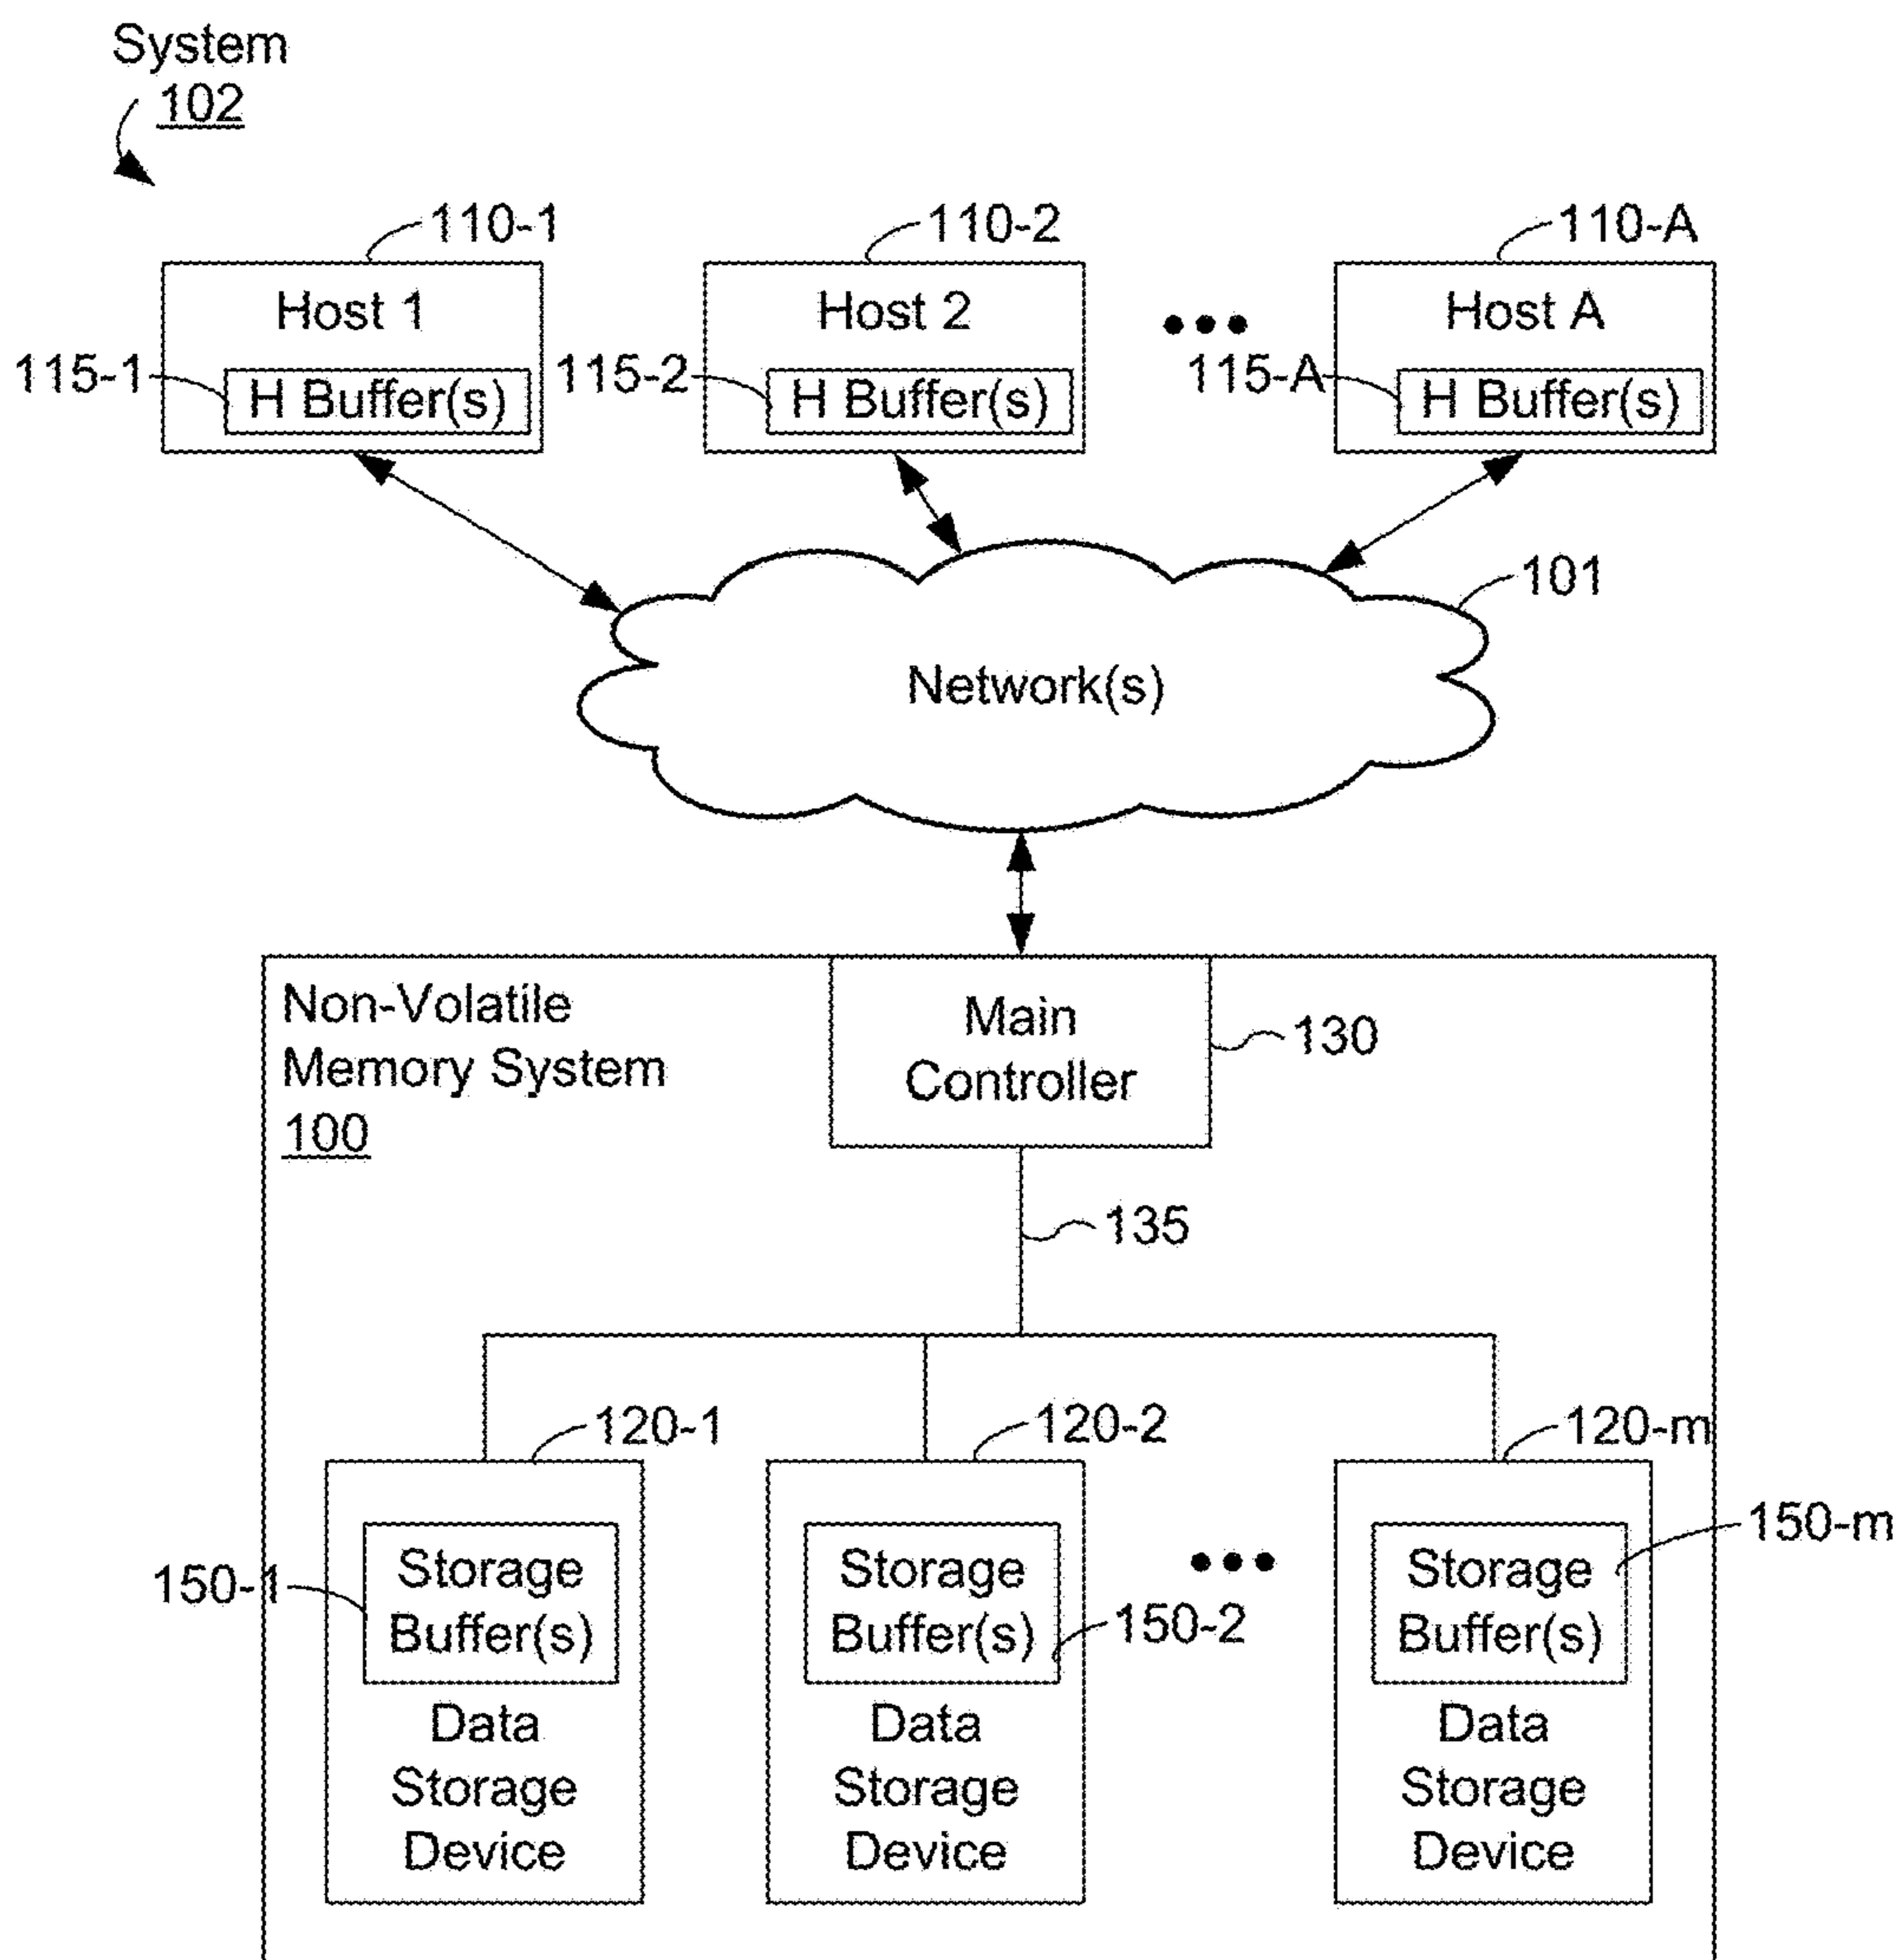 System
102
110-1
110-2
110-A
Host 1
Host 2
•••
Host A
115-1
H Buffer(s)
115-2
H Buffer(s)
115-A
H Buffer(s)
101
Network(s)
Non-Volatile
Memory System
100
Main
Controller
130
135
120-1
120-2
120-m
150-1
Storage
Buffer(s)
Data
Storage
Device
Storage
Buffer(s)
150-2
Data
Storage
Device
•••
150-m
Storage
Buffer(s)
Data
Storage
Device